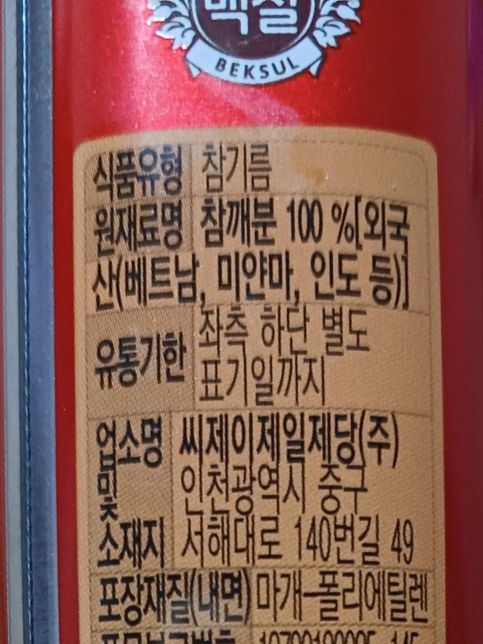 백설
BEKSUL
식품유형 참기름
원재료명 참깨분 100 %[외국
산(베트남, 미얀마, 인도 등)]
유통기한 좌측 하단 별도
표기일까지
업소명 및 소재지 씨제이제일제당(주)
인천광역시 중구
서해대로 140번길 49
포장재질(내면) 마개-폴리에틸렌